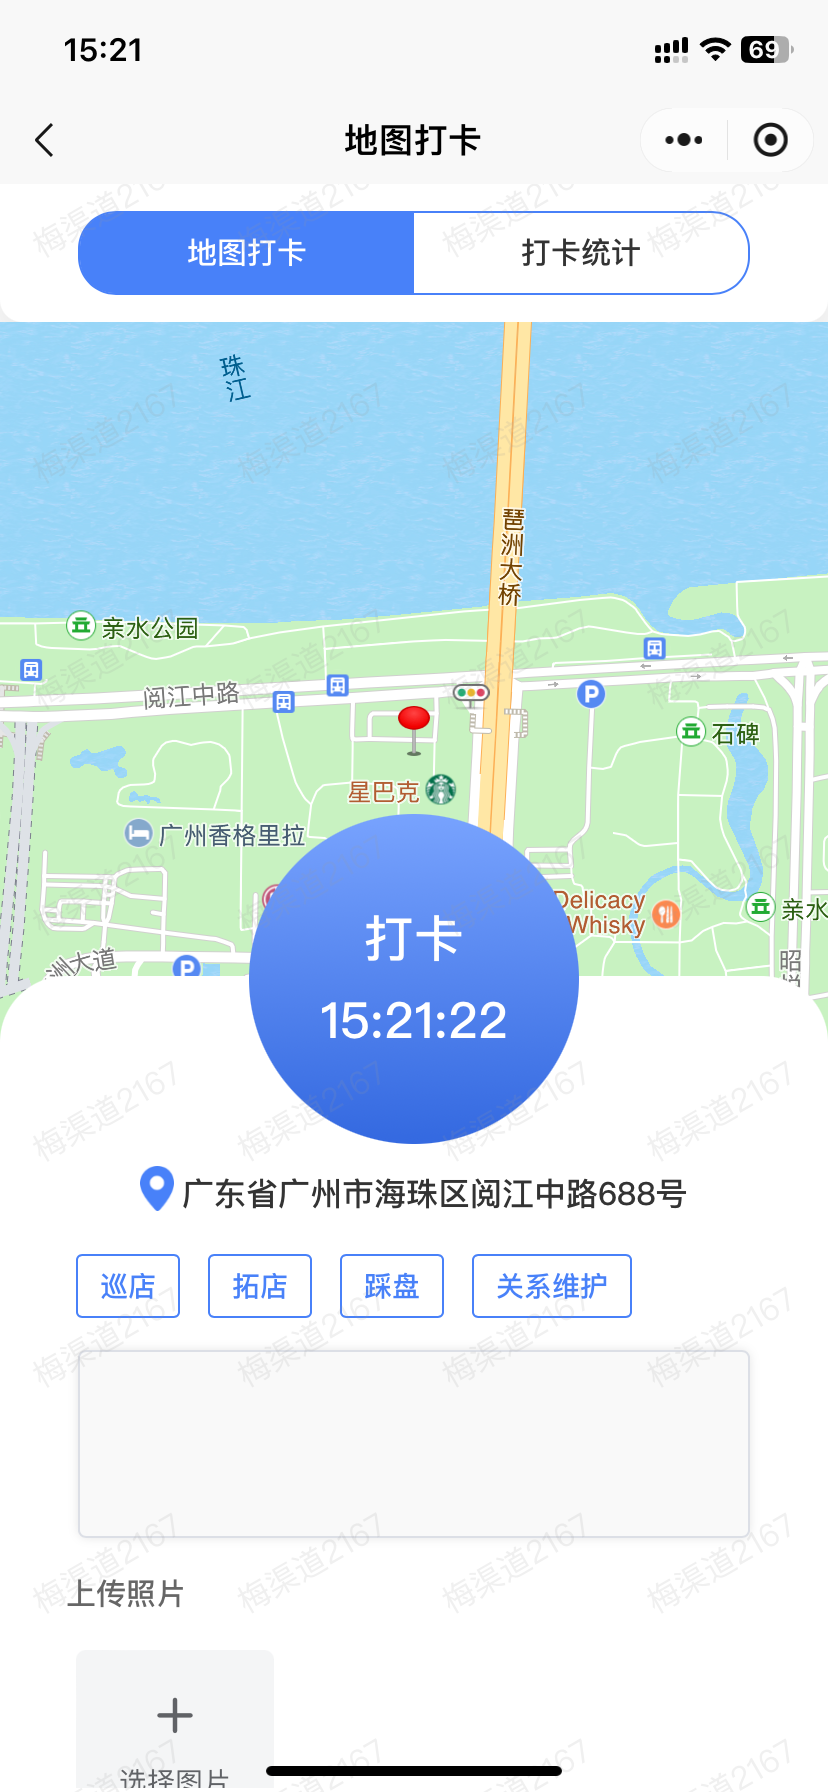 15:21
69
地图打卡
地图打卡
打卡统计
珠江
琶洲大桥
亲水公园
阅江中路
P
石碑
星巴克
广州香格里拉
Delicacy
Whisky
亲水
洲大道
P
打卡
15:21:22
广东省广州市海珠区阅江中路688号
巡店
拓店
踩盘
关系维护
上传照片
选择图片
梅渠道2167